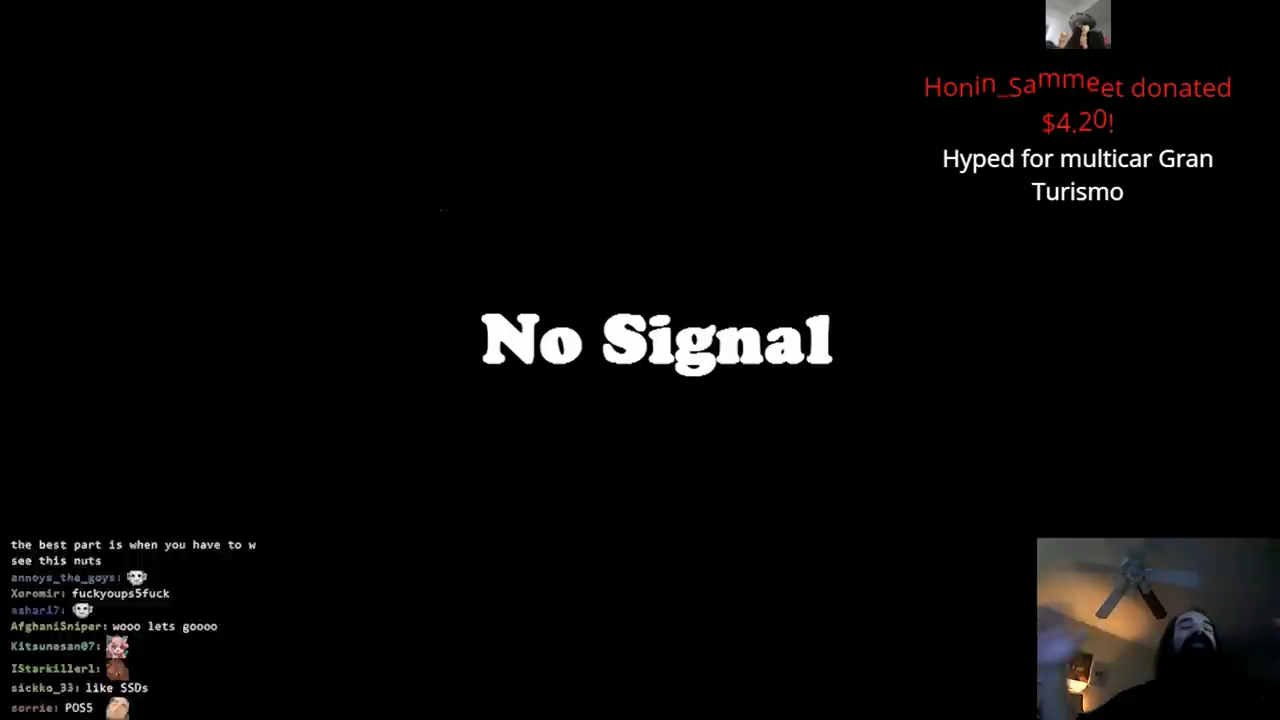 Honin_Sammeet donated
$4.20!
Hyped for multicar Gran
Turismo
No Signal
the best part is when you have to w
see this nuts
annoys_the_goys:
Xoromir: fuckyoups5fuck
ashari7:
AfghaniSniper: wooo lets goooo
Kitsunesan07:
IStarkiller1:
sickko_33: like SSDs
sorrie: POS5